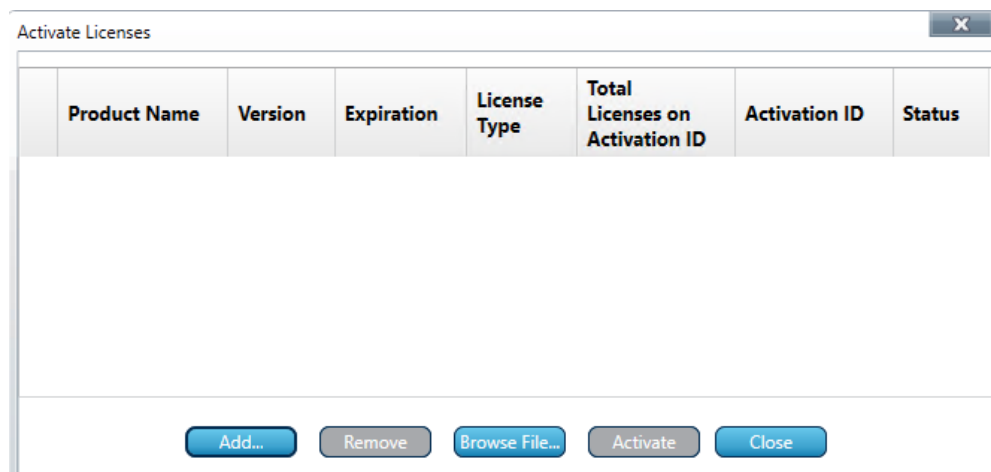 Activate Licenses
X
Product Name
Version
Expiration
License
Type
Total
Licenses on
Activation ID
Activation ID
Status
Add...
Remove
Browse File...
Activate
Close